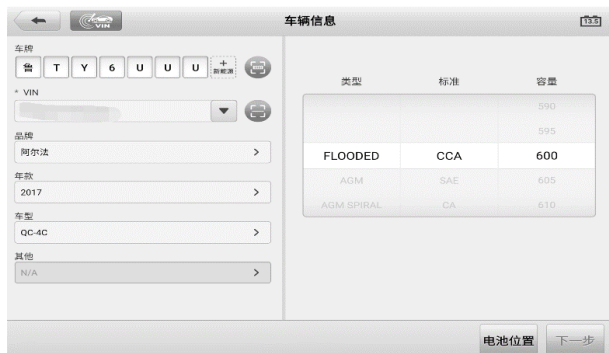 VIN
车辆信息
13.5
车牌
鲁 T Y 6 U U U + 新能源
* VIN
品牌
阿尔法
年款
2017
车型
QC-4C
其他
N/A
类型 标准 容量
590
595
FLOODED CCA 600
AGM SAE 605
AGM SPIRAL CA 610
电池位置 下一步